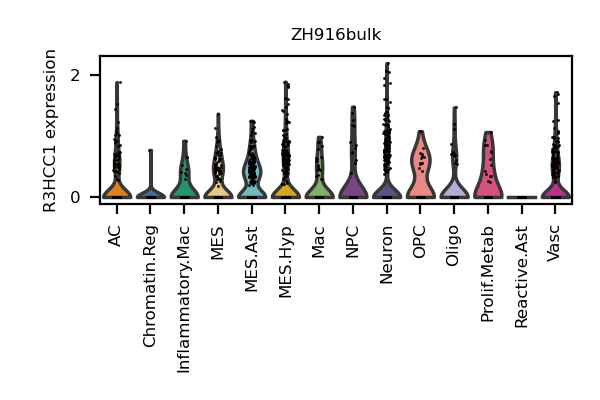 ZH916bulk
R3HCC1 expression
2
0
AC
Chromatin.Reg
Inflammatory.Mac
MES
MES.Ast
MES.Hyp
Mac
NPC
Neuron
OPC
Oligo
Prolif.Metab
Reactive.Ast
Vasc